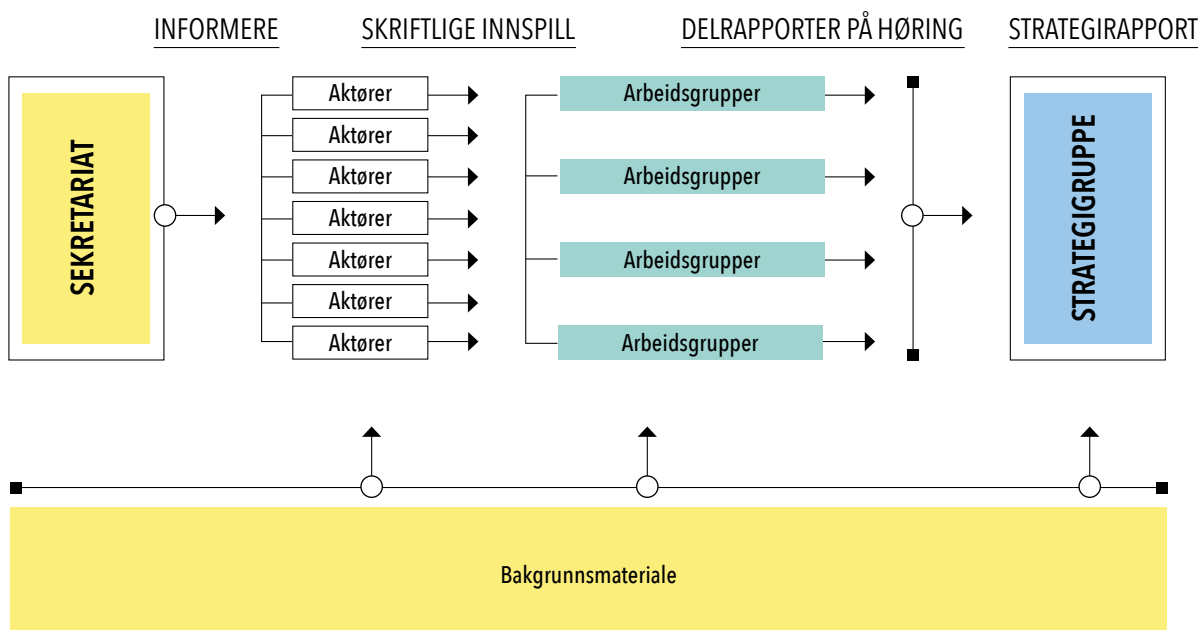 INFORMERE
SKRIFTLIGE INNSPILL
DELRAPPORTER PÅ HØRING
STRATEGIRAPPORT
SEKRETARIAT
Aktører
Aktører
Aktører
Aktører
Aktører
Aktører
Aktører
Arbeidsgrupper
Arbeidsgrupper
Arbeidsgrupper
Arbeidsgrupper
STRATEGIGRUPPE
Bakgrunnsmateriale